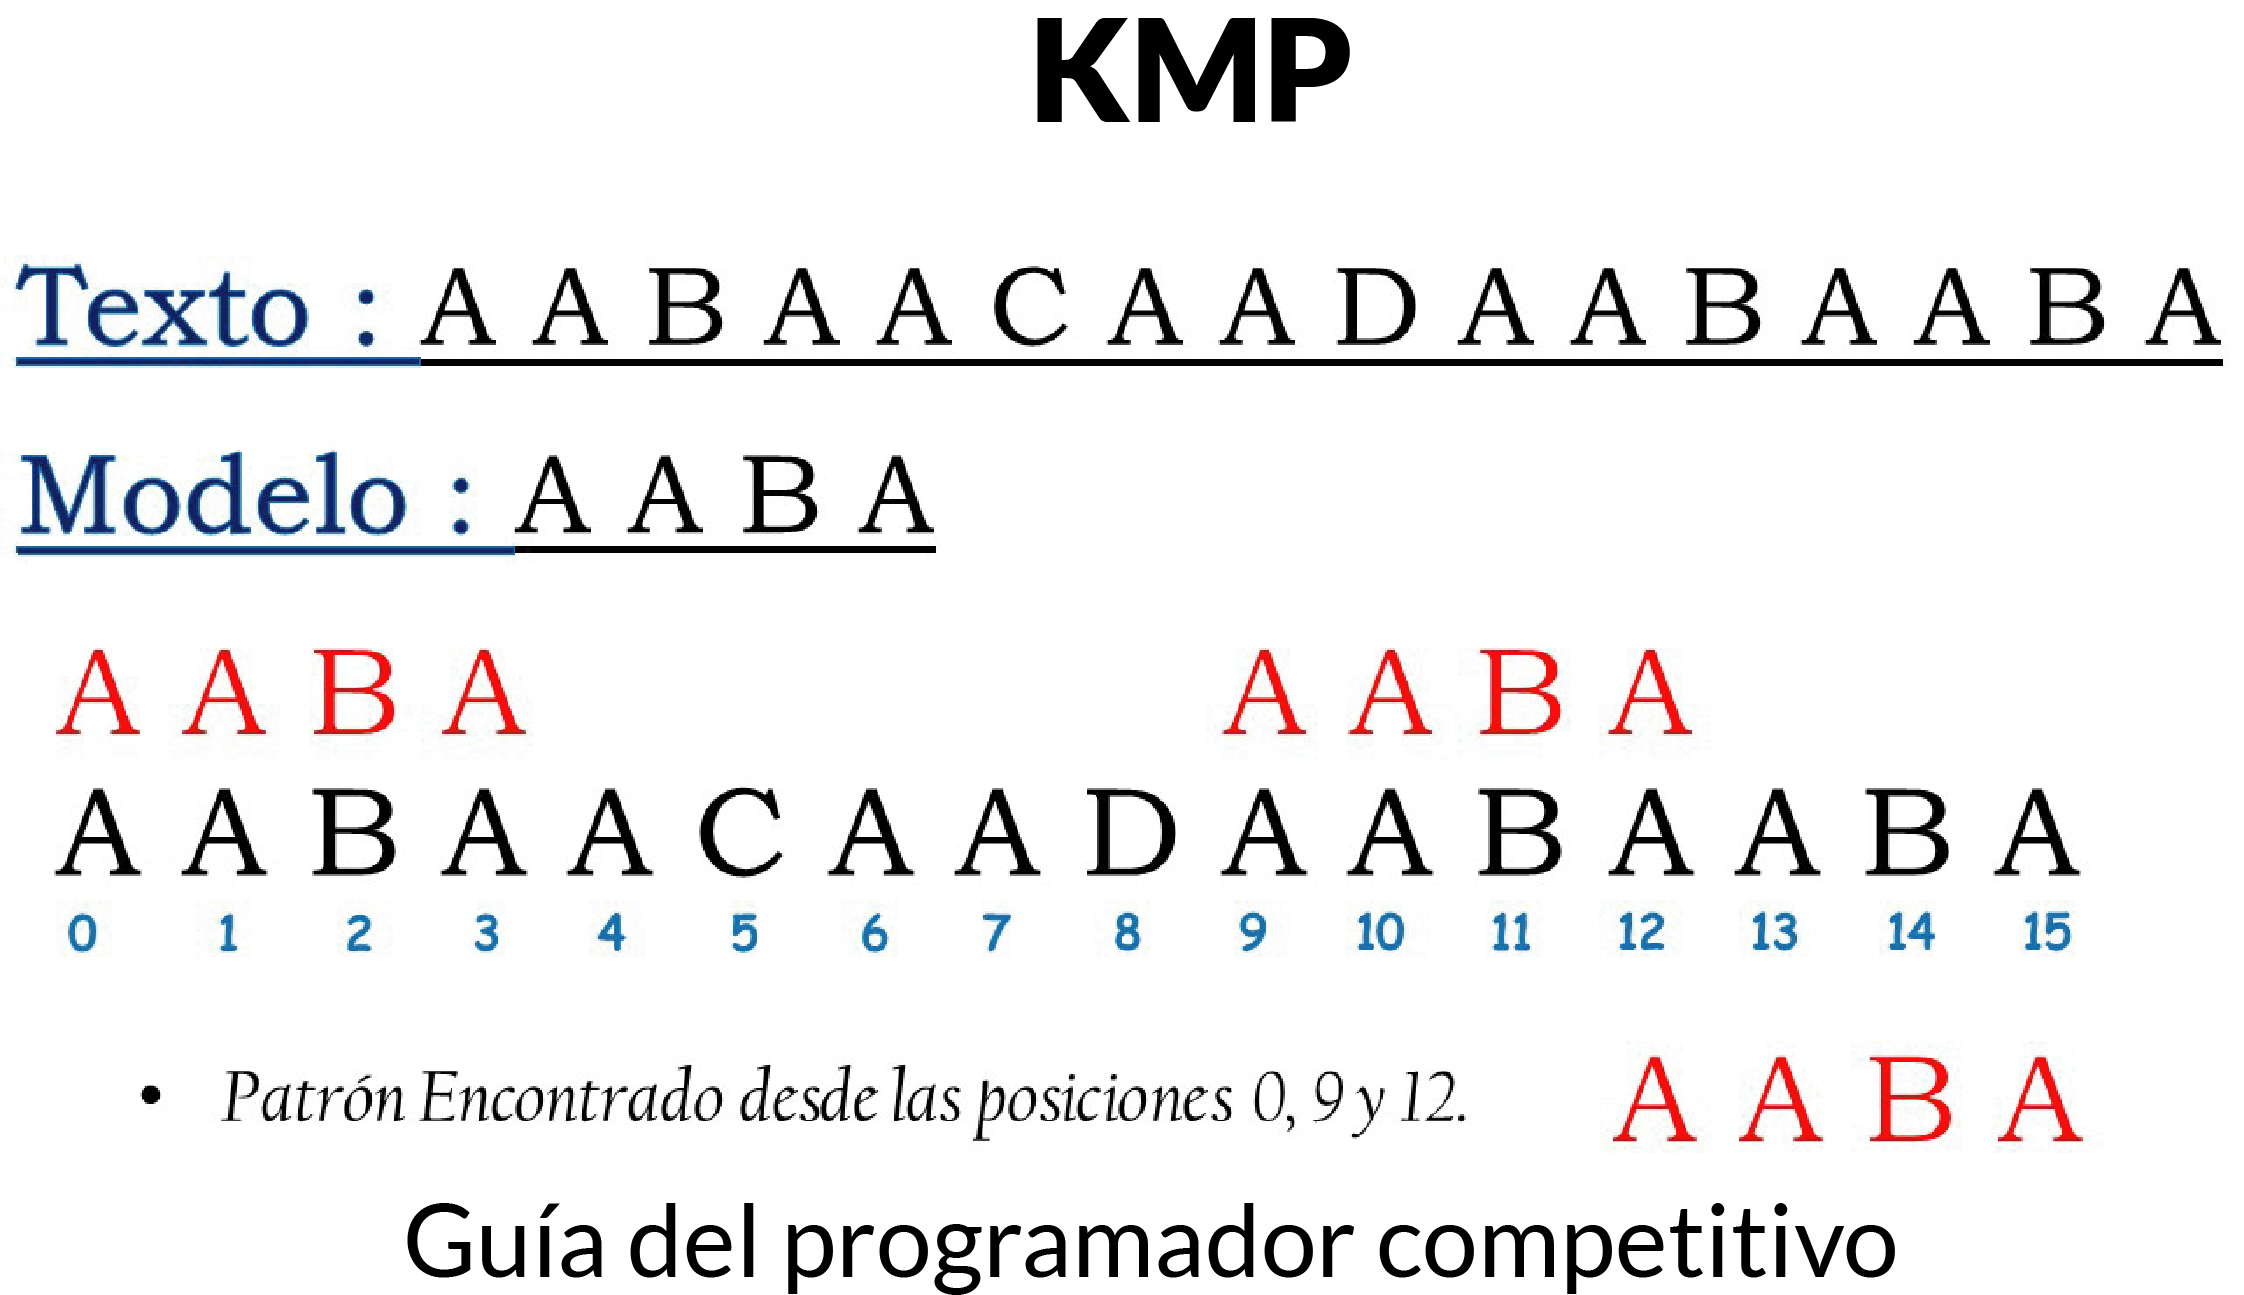 KMP
Texto : A A B A A C A A D A A B A A B A
Modelo : A A B A
A A B A A A B A
A A B A A C A A D A A B A A B A
0 1 2 3 4 5 6 7 8 9 10 11 12 13 14 15
• Patrón Encontrado desde las posiciones 0, 9 y 12. A A B A
Guía del programador competitivo